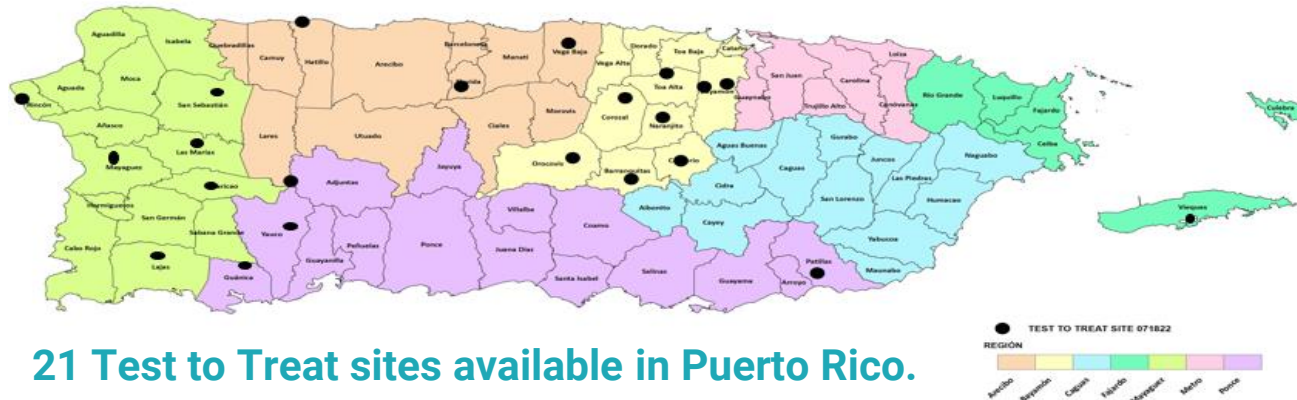 Aguadilla
Isabela
Quebradillas
Camuy
Hatillo
Arecibo
Barceloneta
Manatí
Vega Baja
Vega Alta
Dorado
Toa Baja
Cataño
San Juan
Carolina
Loiza
Moca
Aguada
Rincón
San Sebastián
Florida
Toa Alta
Bayamón
Guaynabo
Trujillo Alto
Canóvanas
Río Grande
Luquillo
Fajardo
Culebra
Añasco
Las Marías
Lares
Utuado
Ciales
Morovis
Corozal
Naranjito
Aguas Buenas
Gurabo
Ceiba
Mayaguez
Maricao
Adjuntas
Jayuya
Orocovis
Barranquitas
Caguas
Juncos
Naguabo
Las Piedras
Hormigueros
San Germán
Sabana Grande
Yauco
Villalba
Coamo
Aibonito
Cidra
Cayey
San Lorenzo
Humacao
Vieques
Cabo Rojo
Lajas
Guánica
Guayanilla
Peñuelas
Ponce
Juana Díaz
Santa Isabel
Salinas
Guayama
Arroyo
Patillas
Yabucoa
Maunabo
TEST TO TREAT SITE 071822
REGIÓN
Arecibo
Bayamón
Caguas
Fajardo
Mayaguez
Metro
Ponce
21 Test to Treat sites available in Puerto Rico.